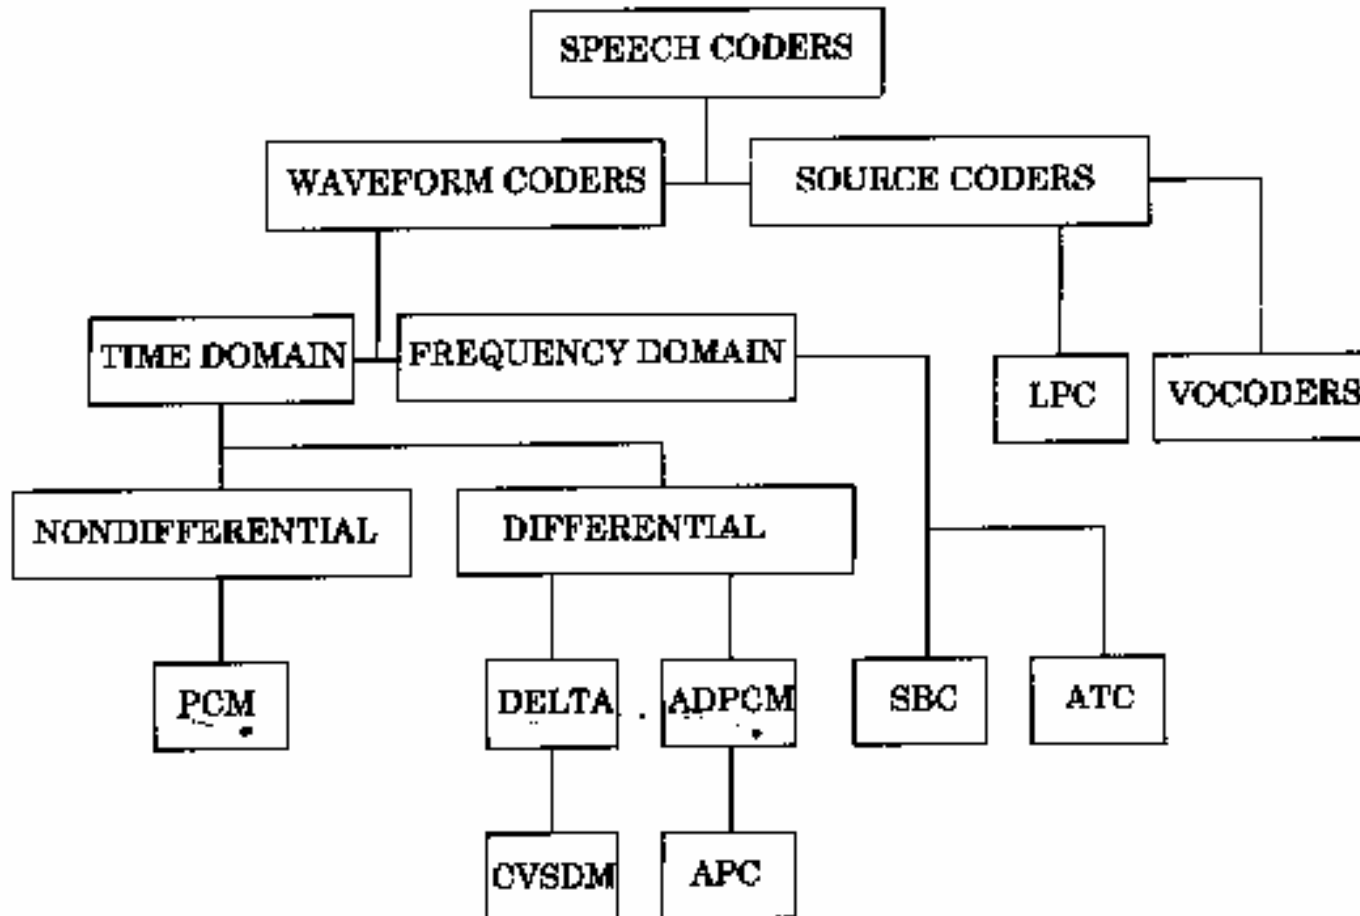 SPEECH CODERS
WAVEFORM CODERS
SOURCE CODERS
TIME DOMAIN
FREQUENCY DOMAIN
LPC
VOCODERS
NONDIFFERENTIAL
DIFFERENTIAL
PCM
DELTA
ADPCM
SBC
ATC
CVSDM
APC